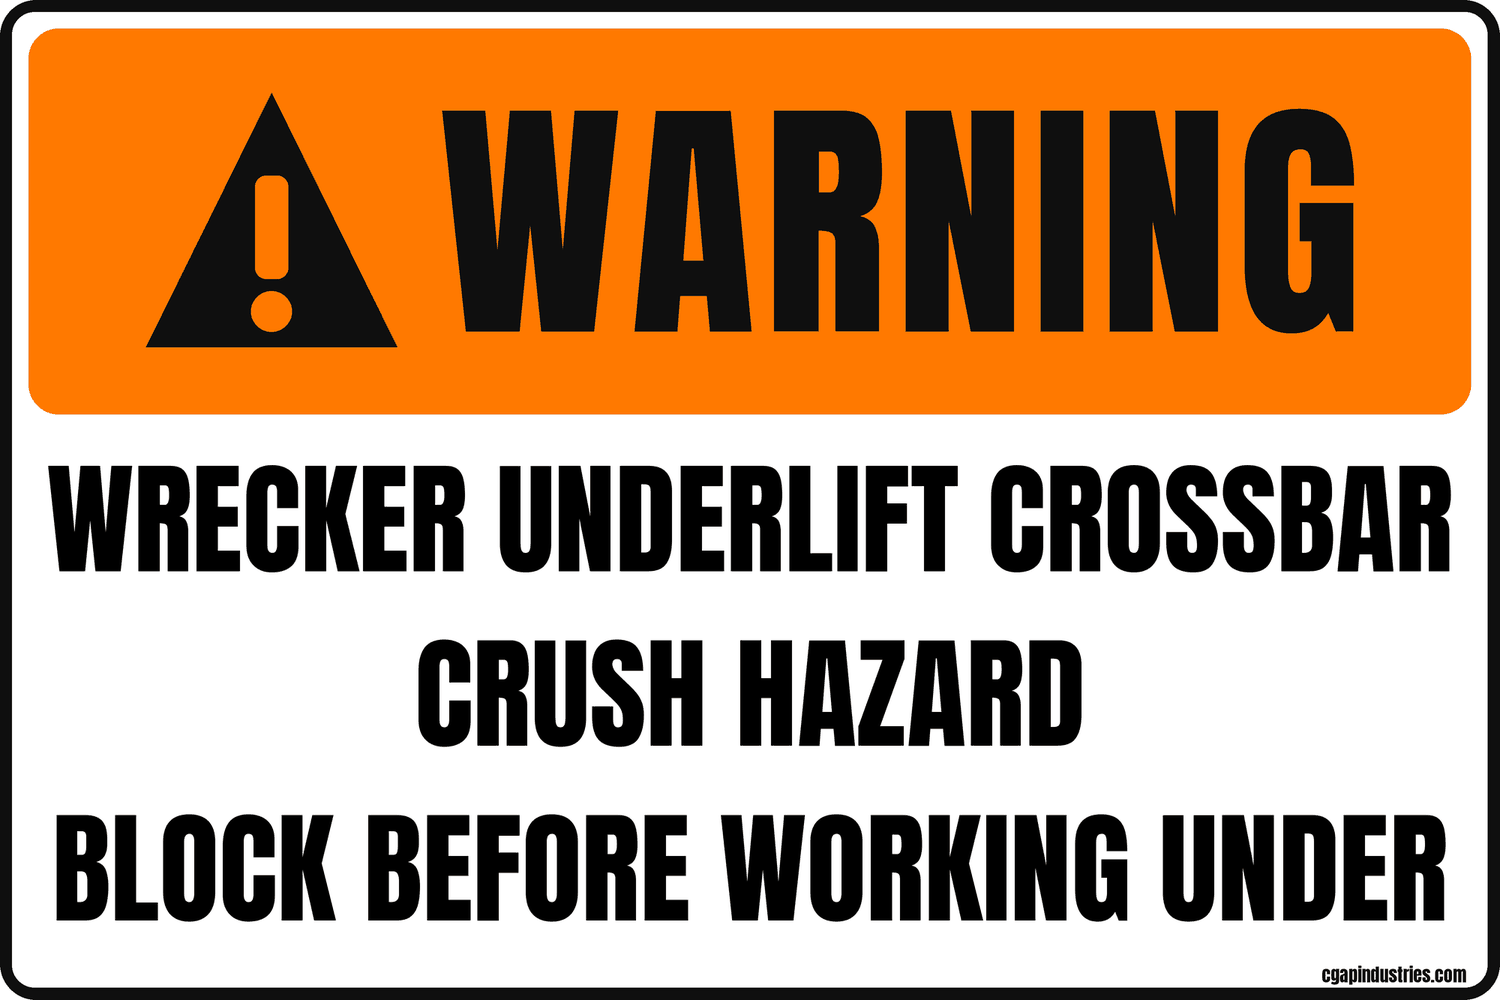 WARNING
WRECKER UNDERLIFT CROSSBAR
CRUSH HAZARD
BLOCK BEFORE WORKING UNDER
cgapindustries.com